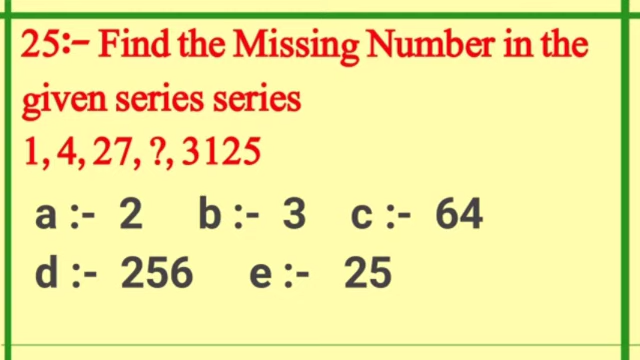 25:- Find the Missing Number in the
given series series
1, 4, 27, ?, 3125
a :- 2 b :- 3 c :- 64
d :- 256 e :- 25